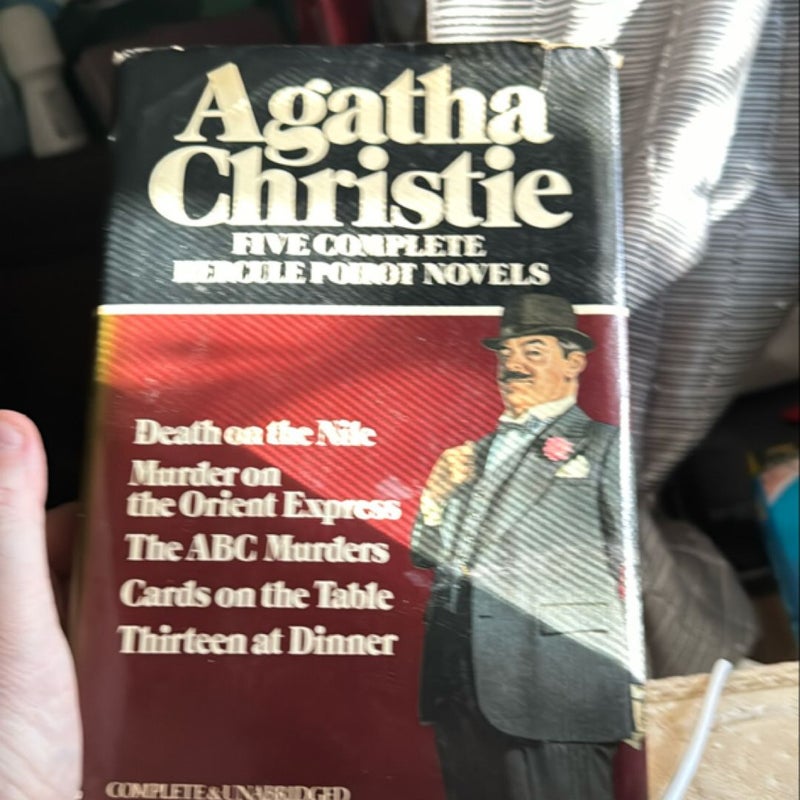 Agatha
Christie
FIVE COMPLETE
HERCULE POIROT NOVELS
Death on the Nile
Murder on
the Orient Express
The ABC Murders
Cards on the Table
Thirteen at Dinner
COMPLETE & UNABRIDGED